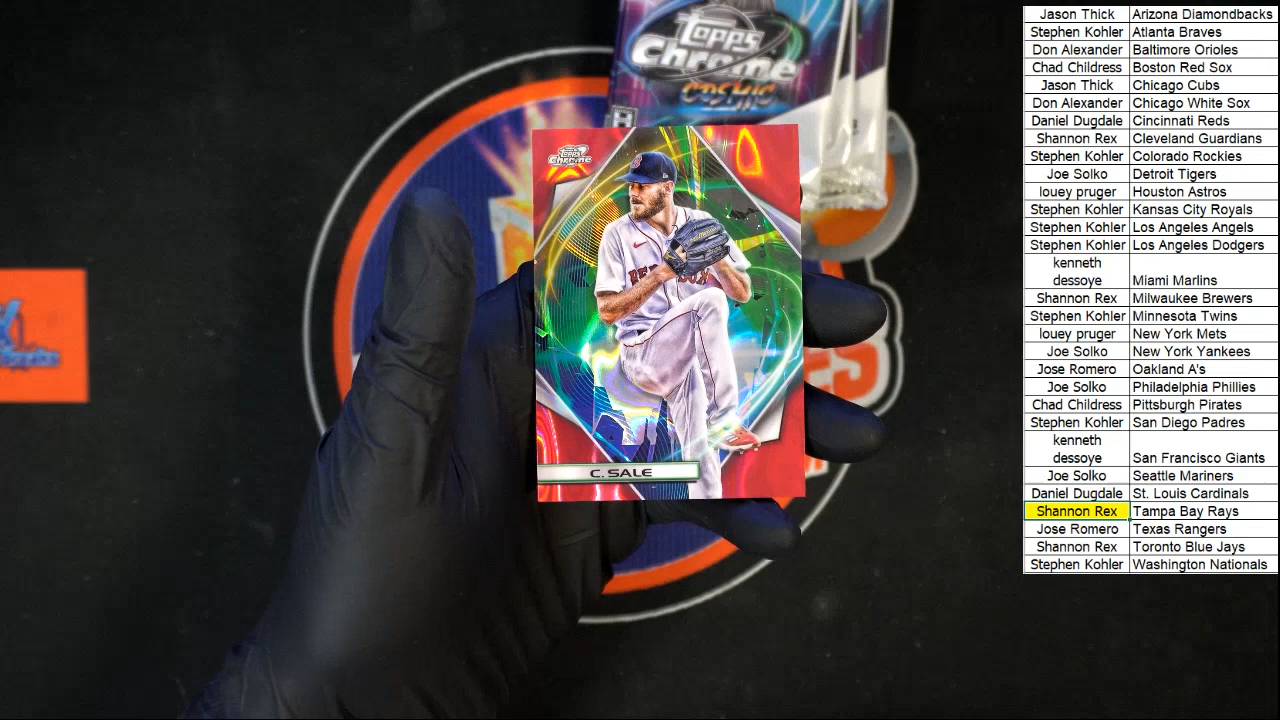 Topps
Chrome
COSMIC
H
Topps
Chrome
B
RED SOX
C. SALE
ES
Jason Thick Arizona Diamondbacks
Stephen Kohler Atlanta Braves
Don Alexander Baltimore Orioles
Chad Childress Boston Red Sox
Jason Thick Chicago Cubs
Don Alexander Chicago White Sox
Daniel Dugdale Cincinnati Reds
Shannon Rex Cleveland Guardians
Stephen Kohler Colorado Rockies
Joe Solko Detroit Tigers
louey pruger Houston Astros
Stephen Kohler Kansas City Royals
Stephen Kohler Los Angeles Angels
Stephen Kohler Los Angeles Dodgers
kenneth
dessoye Miami Marlins
Shannon Rex Milwaukee Brewers
Stephen Kohler Minnesota Twins
louey pruger New York Mets
Joe Solko New York Yankees
Jose Romero Oakland A's
Joe Solko Philadelphia Phillies
Chad Childress Pittsburgh Pirates
Stephen Kohler San Diego Padres
kenneth
dessoye San Francisco Giants
Joe Solko Seattle Mariners
Daniel Dugdale St. Louis Cardinals
Shannon Rex Tampa Bay Rays
Jose Romero Texas Rangers
Shannon Rex Toronto Blue Jays
Stephen Kohler Washington Nationals